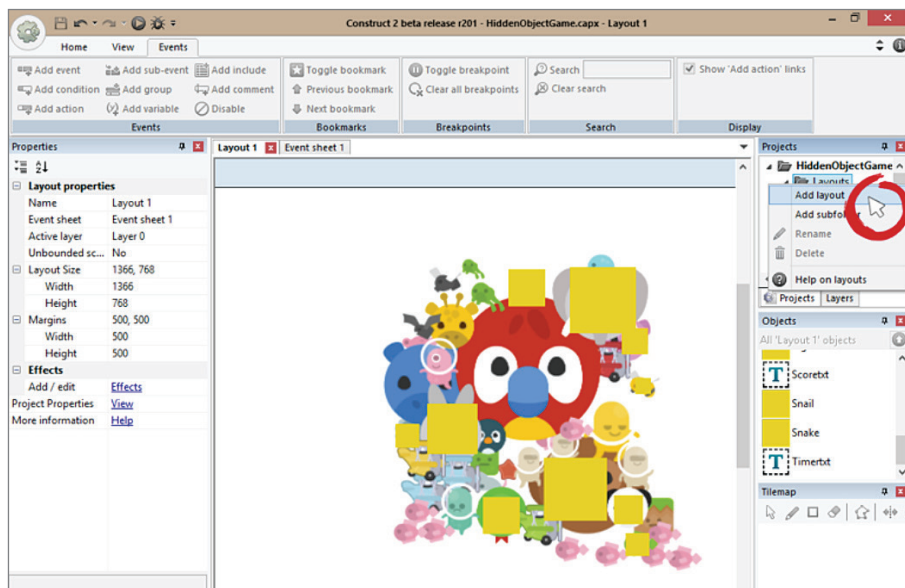 Construct 2 beta release r201 - HiddenObjectGame.capx - Layout 1
Home View Events
Add event Add sub-event Add include Toggle bookmark Toggle breakpoint Search Show 'Add action' links
Add condition Add group Add comment Previous bookmark Clear all breakpoints Clear search
Add action Add variable Disable Next bookmark
Events Bookmarks Breakpoints Search Display
Properties
Layout 1 Event sheet 1
Projects
Layout properties
Name Layout 1
Event sheet Event sheet 1
Active layer Layer 0
Unbounded sc... No
Layout Size 1366, 768
Width 1366
Height 768
Margins 500, 500
Width 500
Height 500
Effects
Add / edit Effects
Project Properties View
More information Help
HiddenObjectGame
Layouts
Add layout
Rename
Delete
Help on layouts
Projects Layers
Objects
All 'Layout 1' objects
Scoretxt
Snail
Snake
Timertxt
Tilemap